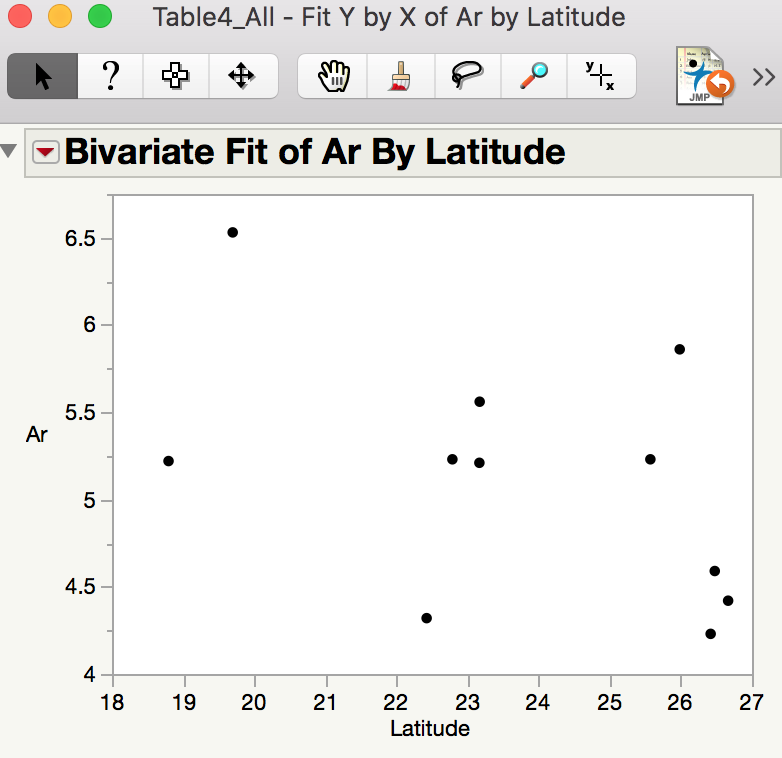 Table4_All - Fit Y by X of Ar by Latitude
?
y
x
JMP
>>
Bivariate Fit of Ar By Latitude
6.5
6
5.5
Ar
5
4.5
4
18 19 20 21 22 23 24 25 26 27
Latitude